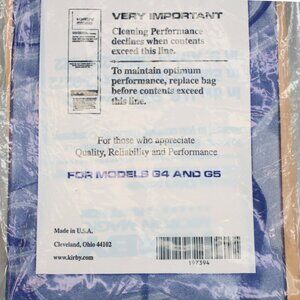 VERY IMPORTANT
Cleaning Performance
declines when contents
exceed this line.
To maintain optimum
performance, replace bag
before contents exceed
this line.
For those who appreciate
Quality, Reliability and Performance
FOR MODELS G4 AND G5
Made in U.S.A.
Cleveland, Ohio 44102
www.kirby.com
197394